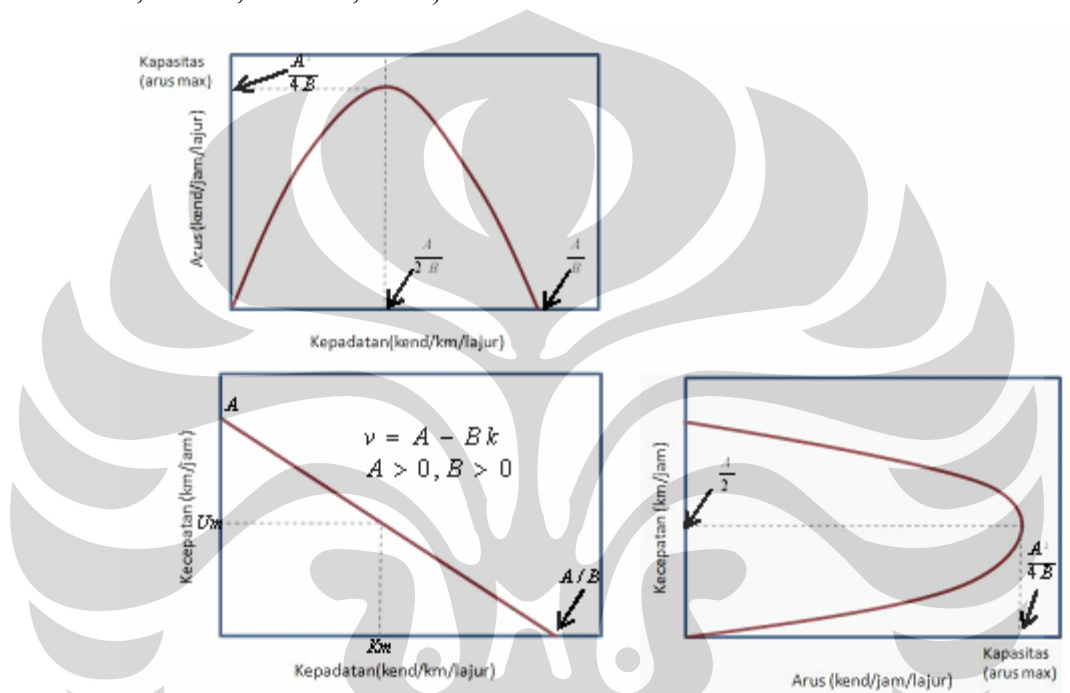 Kapasitas
(arus max)
A²
4B
Arus(kend/jam/lajur)
A
2B
A
B
Kepadatan(kend/km/lajur)
A
v = A − Bk
A > 0, B > 0
Kecepatan (km/jam)
Um
A/B
Km
Kepadatan(kend/km/lajur)
Kecepatan (km/jam)
A
2
A²
4B
Kapasitas
(arus max)
Arus (kend/jam/lajur)